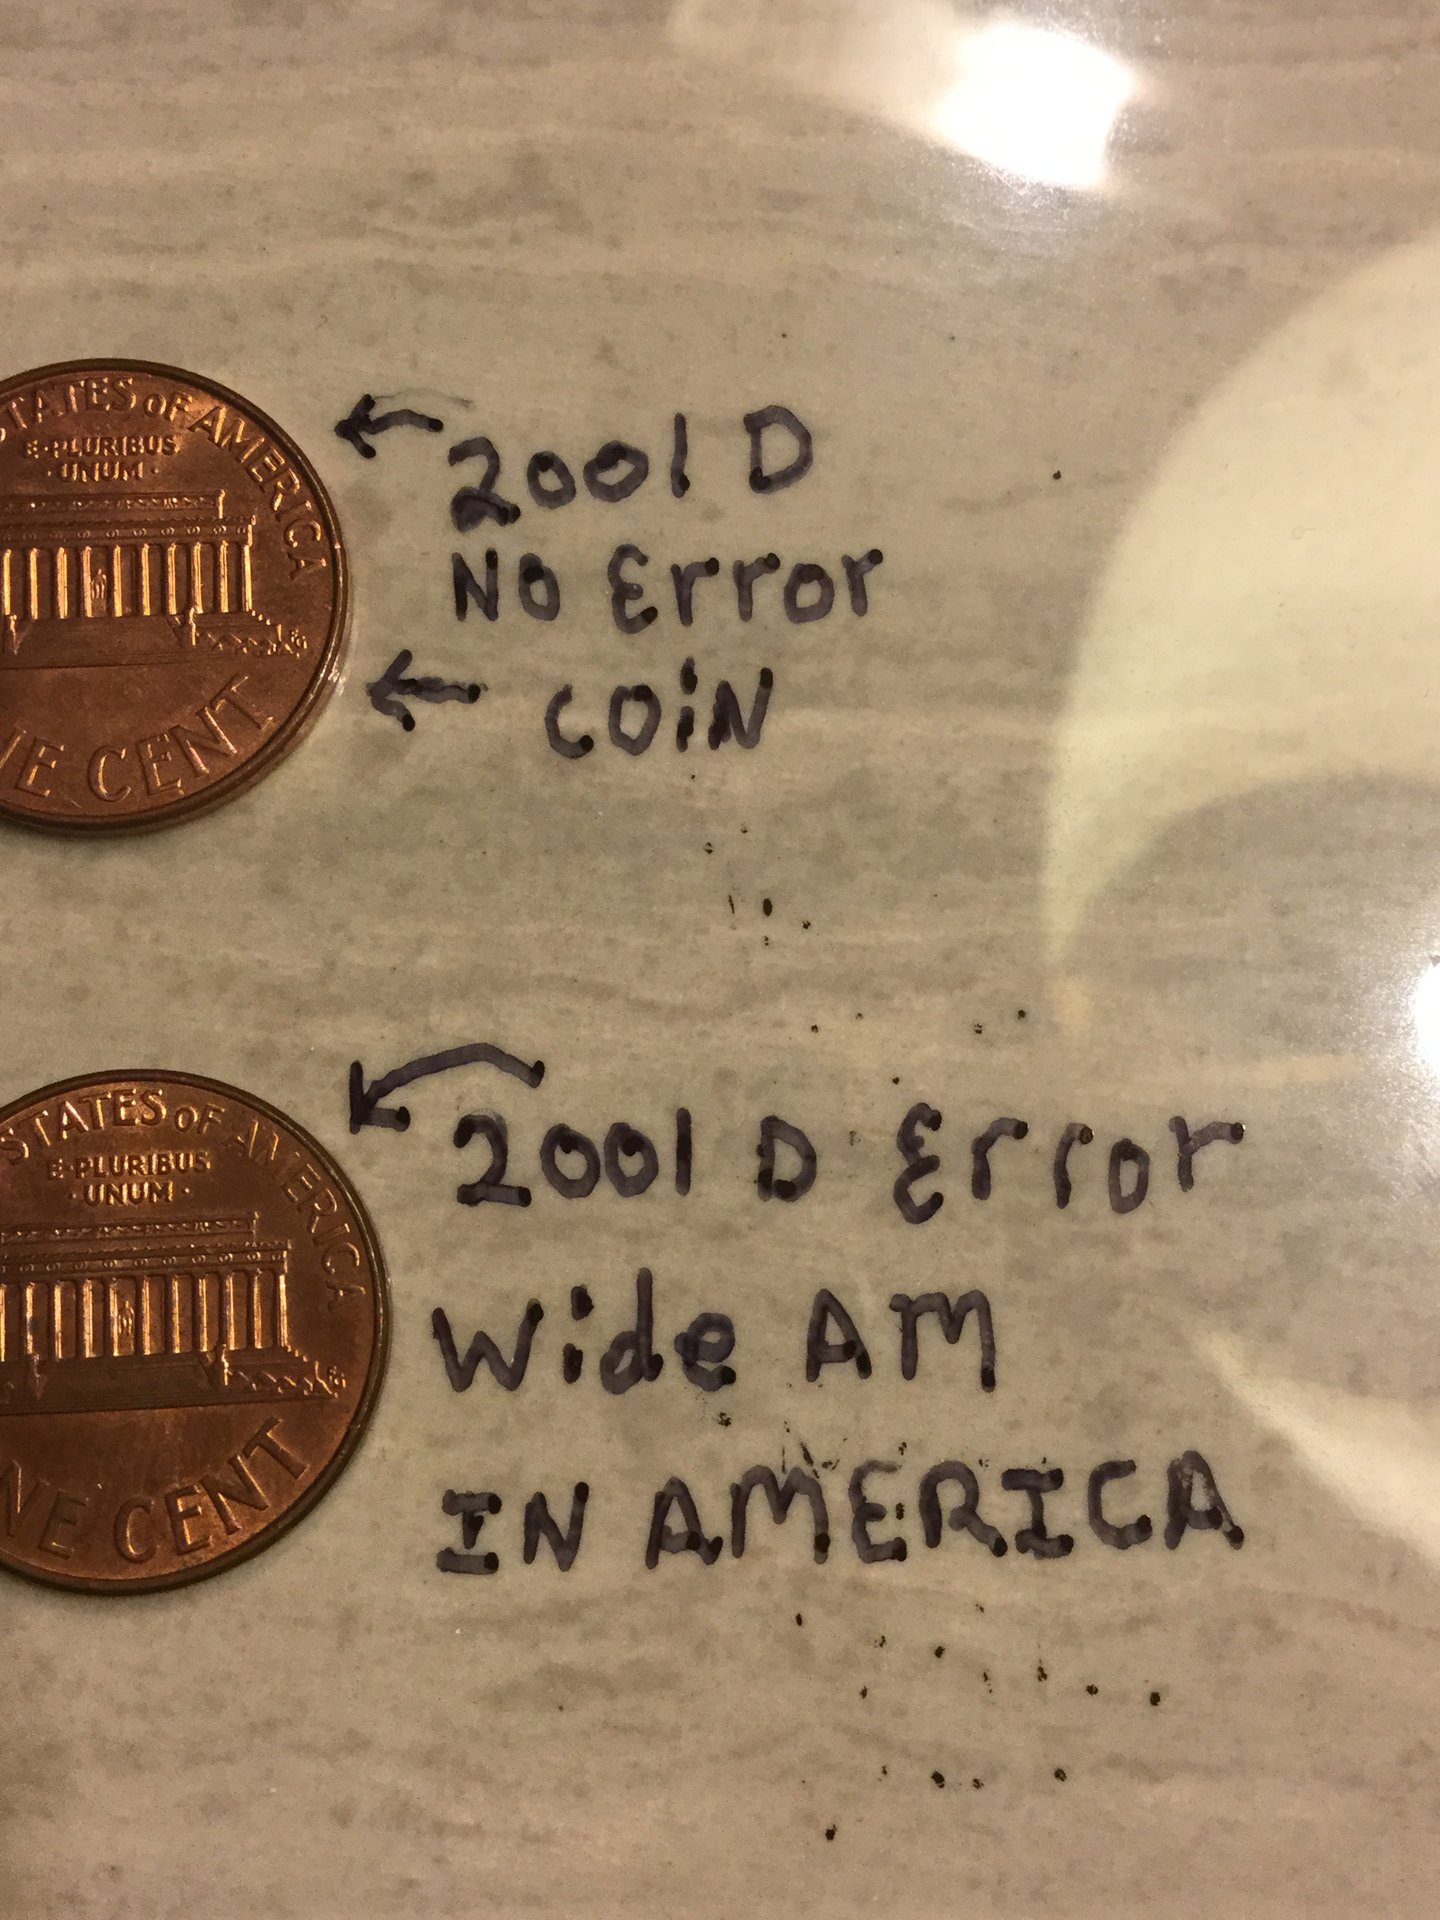 STATES OF AMERICA
E·PLURIBUS
·UNUM·
CENT
2001 D
No Error
COiN
STATES OF AMERICA
E·PLURIBUS
·UNUM·
NE CENT
2001 D Error
Wide AM
IN AMERICA